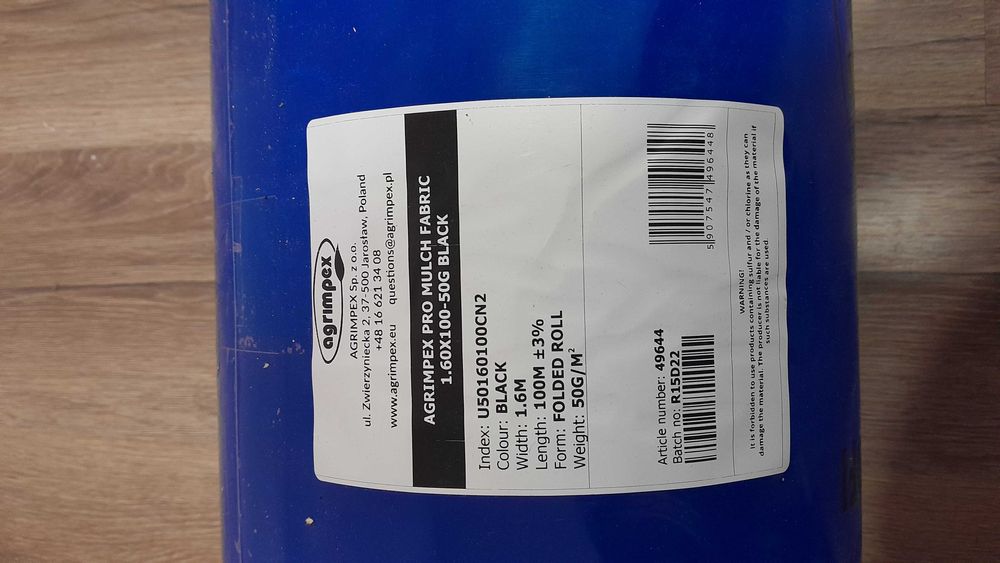 agrimpex
AGRIMPEX Sp. z o.o.
ul. Zwierzyniecka 2, 37-500 Jarosław, Poland
+48 16 621 34 08
www.agrimpex.eu questions@agrimpex.pl
AGRIMPEX PRO MULCH FABRIC
1.60X100-50G BLACK
Index: U50160100CN2
Colour: BLACK
Width: 1.6M
Length: 100M ±3%
Form: FOLDED ROLL
Weight: 50G/M²
Article number: 49644
Batch no: R15D22
5 907547 496448
WARNING!
It is forbidden to use products containing sulfur and / or chlorine as they can
damage the material. The producer is not liable for the damage of the material if
such substances are used.